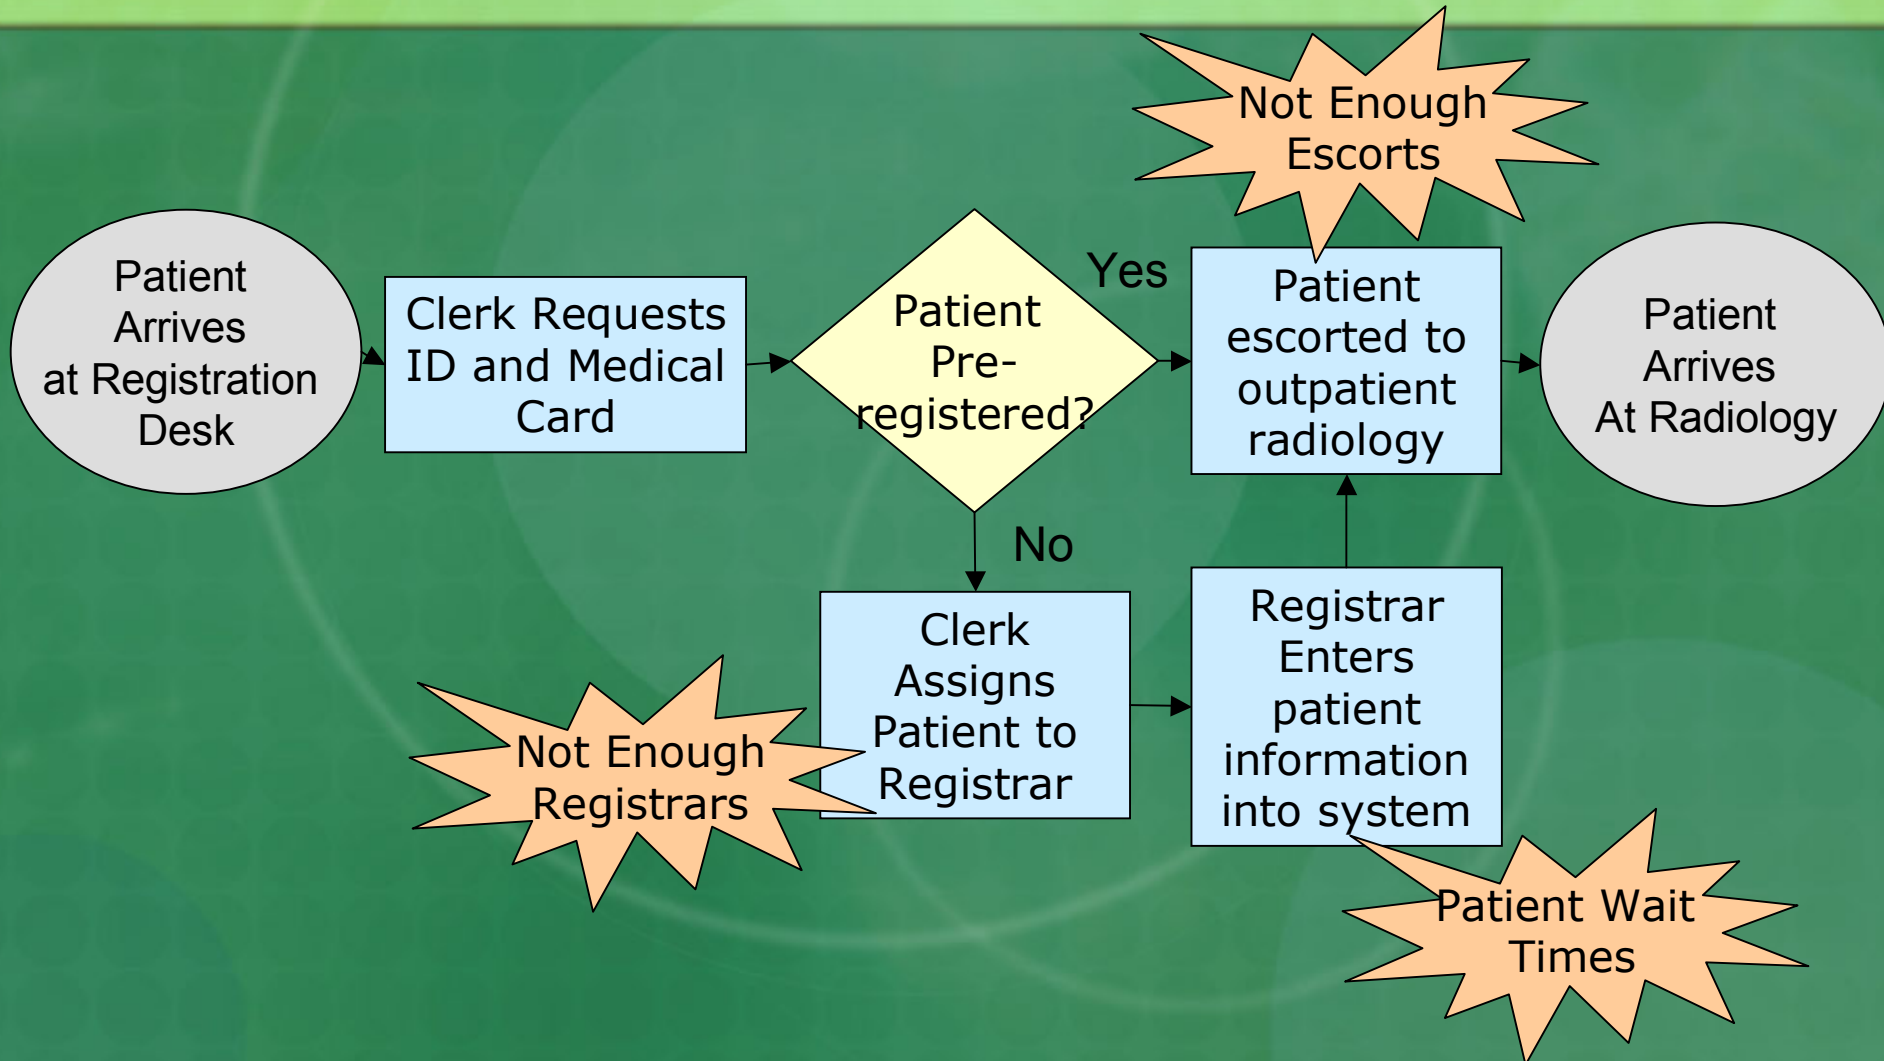 Not Enough
Escorts
Patient
Arrives
at Registration
Desk
Clerk Requests
ID and Medical
Card
Patient
Pre-
registered?
Yes
Patient
escorted to
outpatient
radiology
Patient
Arrives
At Radiology
No
Clerk
Assigns
Patient to
Registrar
Registrar
Enters
patient
information
into system
Not Enough
Registrars
Patient Wait
Times